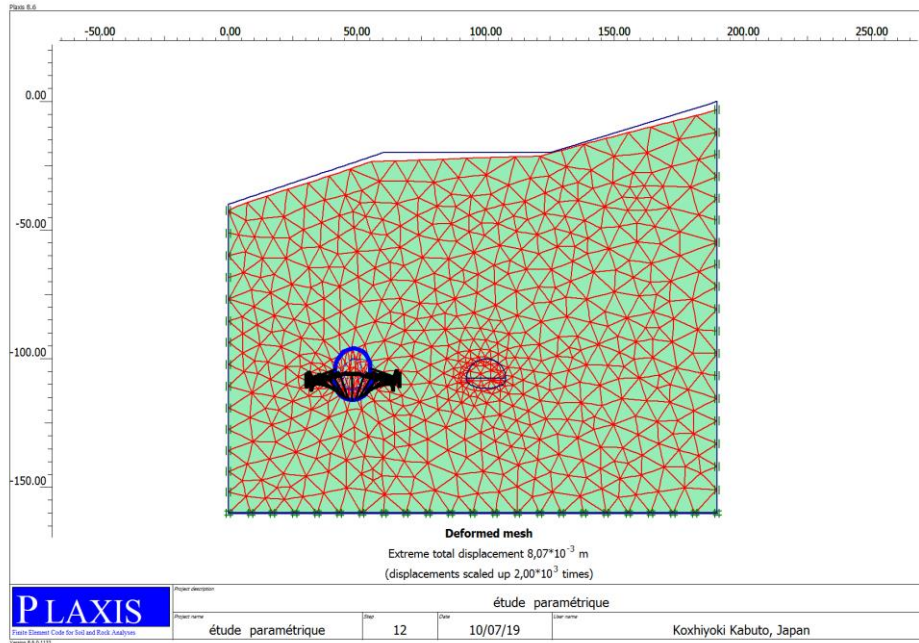 Plaxis 8.6
-50.00 0.00 50.00 100.00 150.00 200.00 250.00
0.00
-50.00
-100.00
-150.00
Deformed mesh
Extreme total displacement 8,07*10-3 m
(displacements scaled up 2,00*103 times)
PLAXIS
Finite Element Code for Soil and Rock Analyses
Project description
étude paramétrique
Project name
étude paramétrique
Step
12
Date
10/07/19
User name
Koxhiyoki Kabuto, Japan